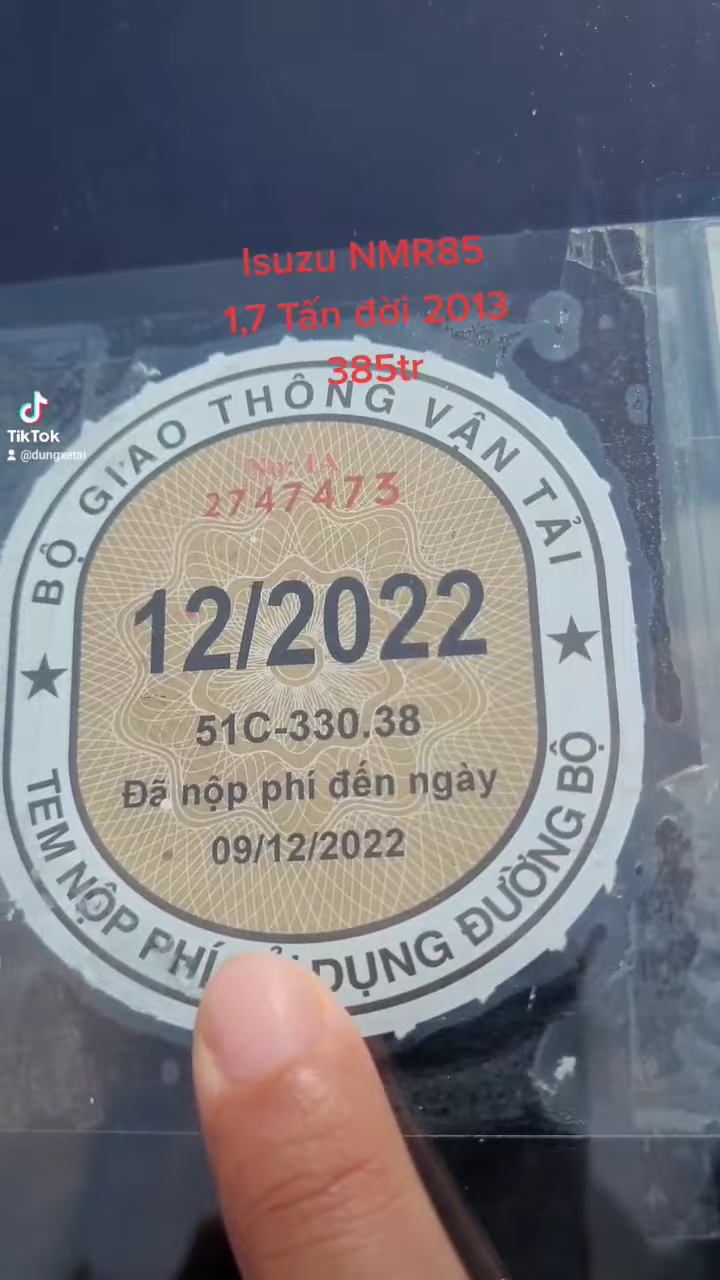 Isuzu NMR85
1,7 Tấn đời 2013
385tr
TikTok
@dungxetai
BỘ GIAO THÔNG VẬN TẢI
No: 1A
2747473
12/2022
51C-330.38
Đã nộp phí đến ngày
09/12/2022
TEM NỘP PHÍ DỤNG ĐƯỜNG BỘ